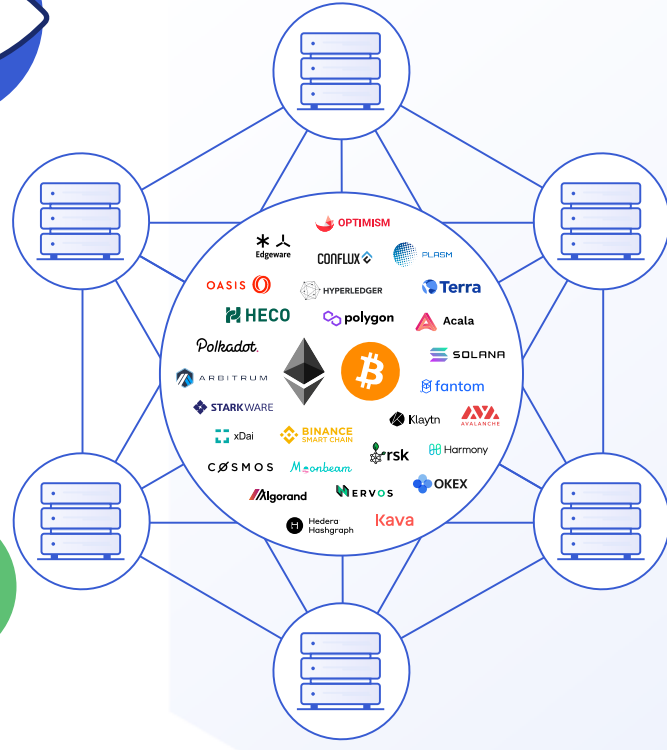 OPTIMISM
Edgeware
CONFLUX
PLASM
OASIS
HYPERLEDGER
Terra
HECO
polygon
Acala
Polkadot.
SOLANA
ARBITRUM
fantom
STARKWARE
Klaytn
AVALANCHE
xDai
BINANCE
SMART CHAIN
rsk
Harmony
CØSMOS
Moonbeam
OKEX
Algorand
NERVOS
H
Hedera
Hashgraph
Kava